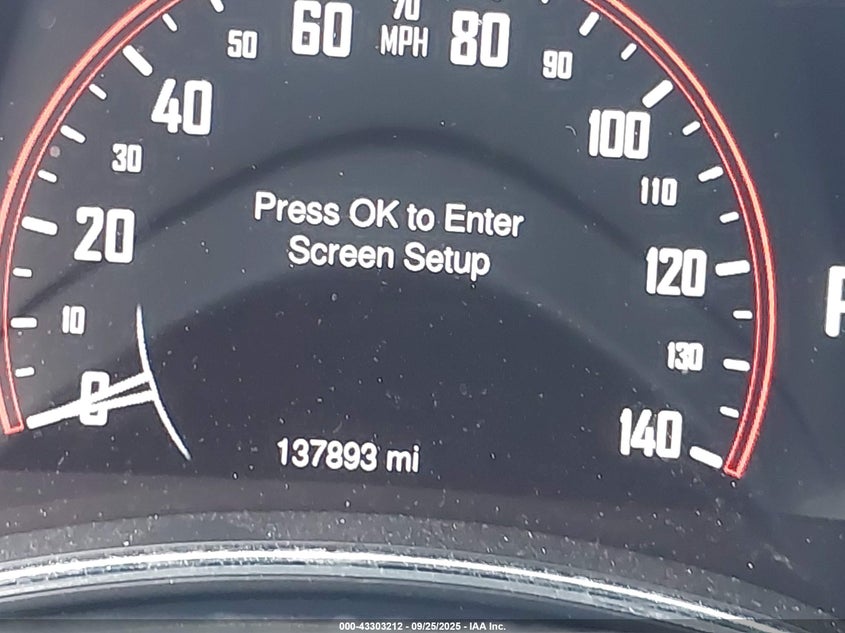 70
60 MPH 80
50 90
40 100
30 110
Press OK to Enter
Screen Setup
20 120
10 130
0 140
137893 mi
000-43303212 - 09/25/2025 - IAA Inc.